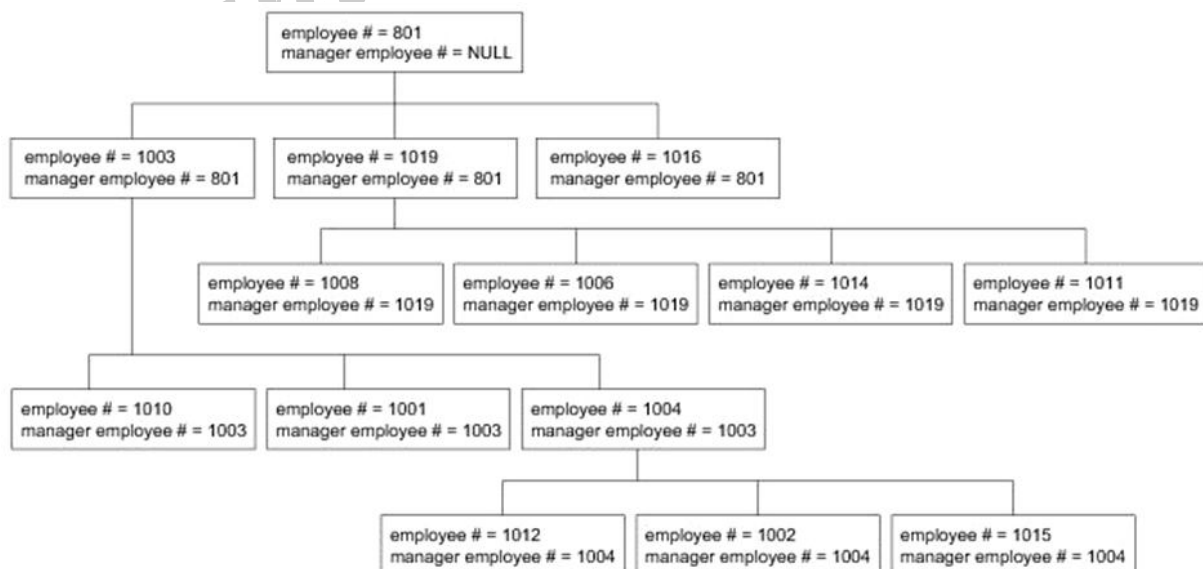 employee # = 801
manager employee # = NULL
employee # = 1003
manager employee # = 801
employee # = 1019
manager employee # = 801
employee # = 1016
manager employee # = 801
employee # = 1008
manager employee # = 1019
employee # = 1006
manager employee # = 1019
employee # = 1014
manager employee # = 1019
employee # = 1011
manager employee # = 1019
employee # = 1010
manager employee # = 1003
employee # = 1001
manager employee # = 1003
employee # = 1004
manager employee # = 1003
employee # = 1012
manager employee # = 1004
employee # = 1002
manager employee # = 1004
employee # = 1015
manager employee # = 1004